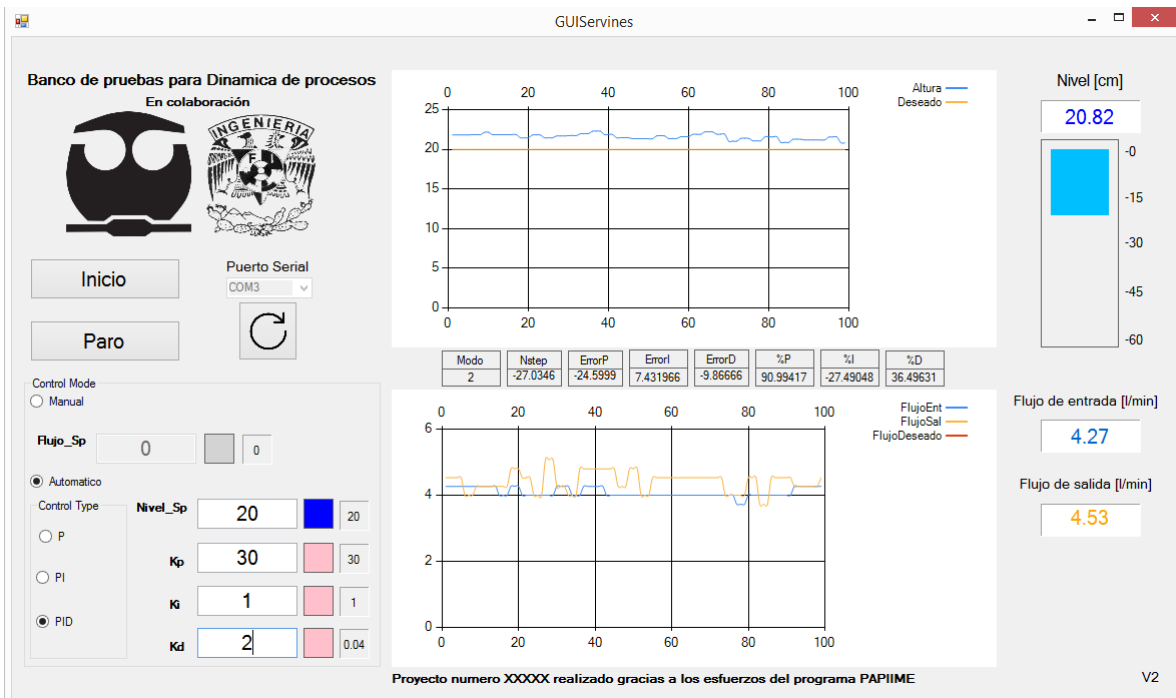 GUIServines
Banco de pruebas para Dinamica de procesos
En colaboración
INGENIERIA
F I
Inicio
Puerto Serial
COM3
Paro
Control Mode
Manual
Flujo_Sp
0
0
Automatico
Control Type
P
PI
PID
Nivel_Sp
20
20
Kp
30
30
Ki
1
1
Kd
2
0.04
0 20 40 60 80 100
Altura
Deseado
25
20
15
10
5
0
0 20 40 60 80 100
Modo Nstep ErrorP ErrorI ErrorD %P %I %D
2 -27.0346 -24.5999 7.431966 -9.86666 90.99417 -27.49048 36.49631
0 20 40 60 80 100
FlujoEnt
FlujoSal
FlujoDeseado
6
4
2
0
0 20 40 60 80 100
Nivel [cm]
20.82
-0
-15
-30
-45
-60
Flujo de entrada [l/min]
4.27
Flujo de salida [l/min]
4.53
Proyecto numero XXXXX realizado gracias a los esfuerzos del programa PAPIIME
V2